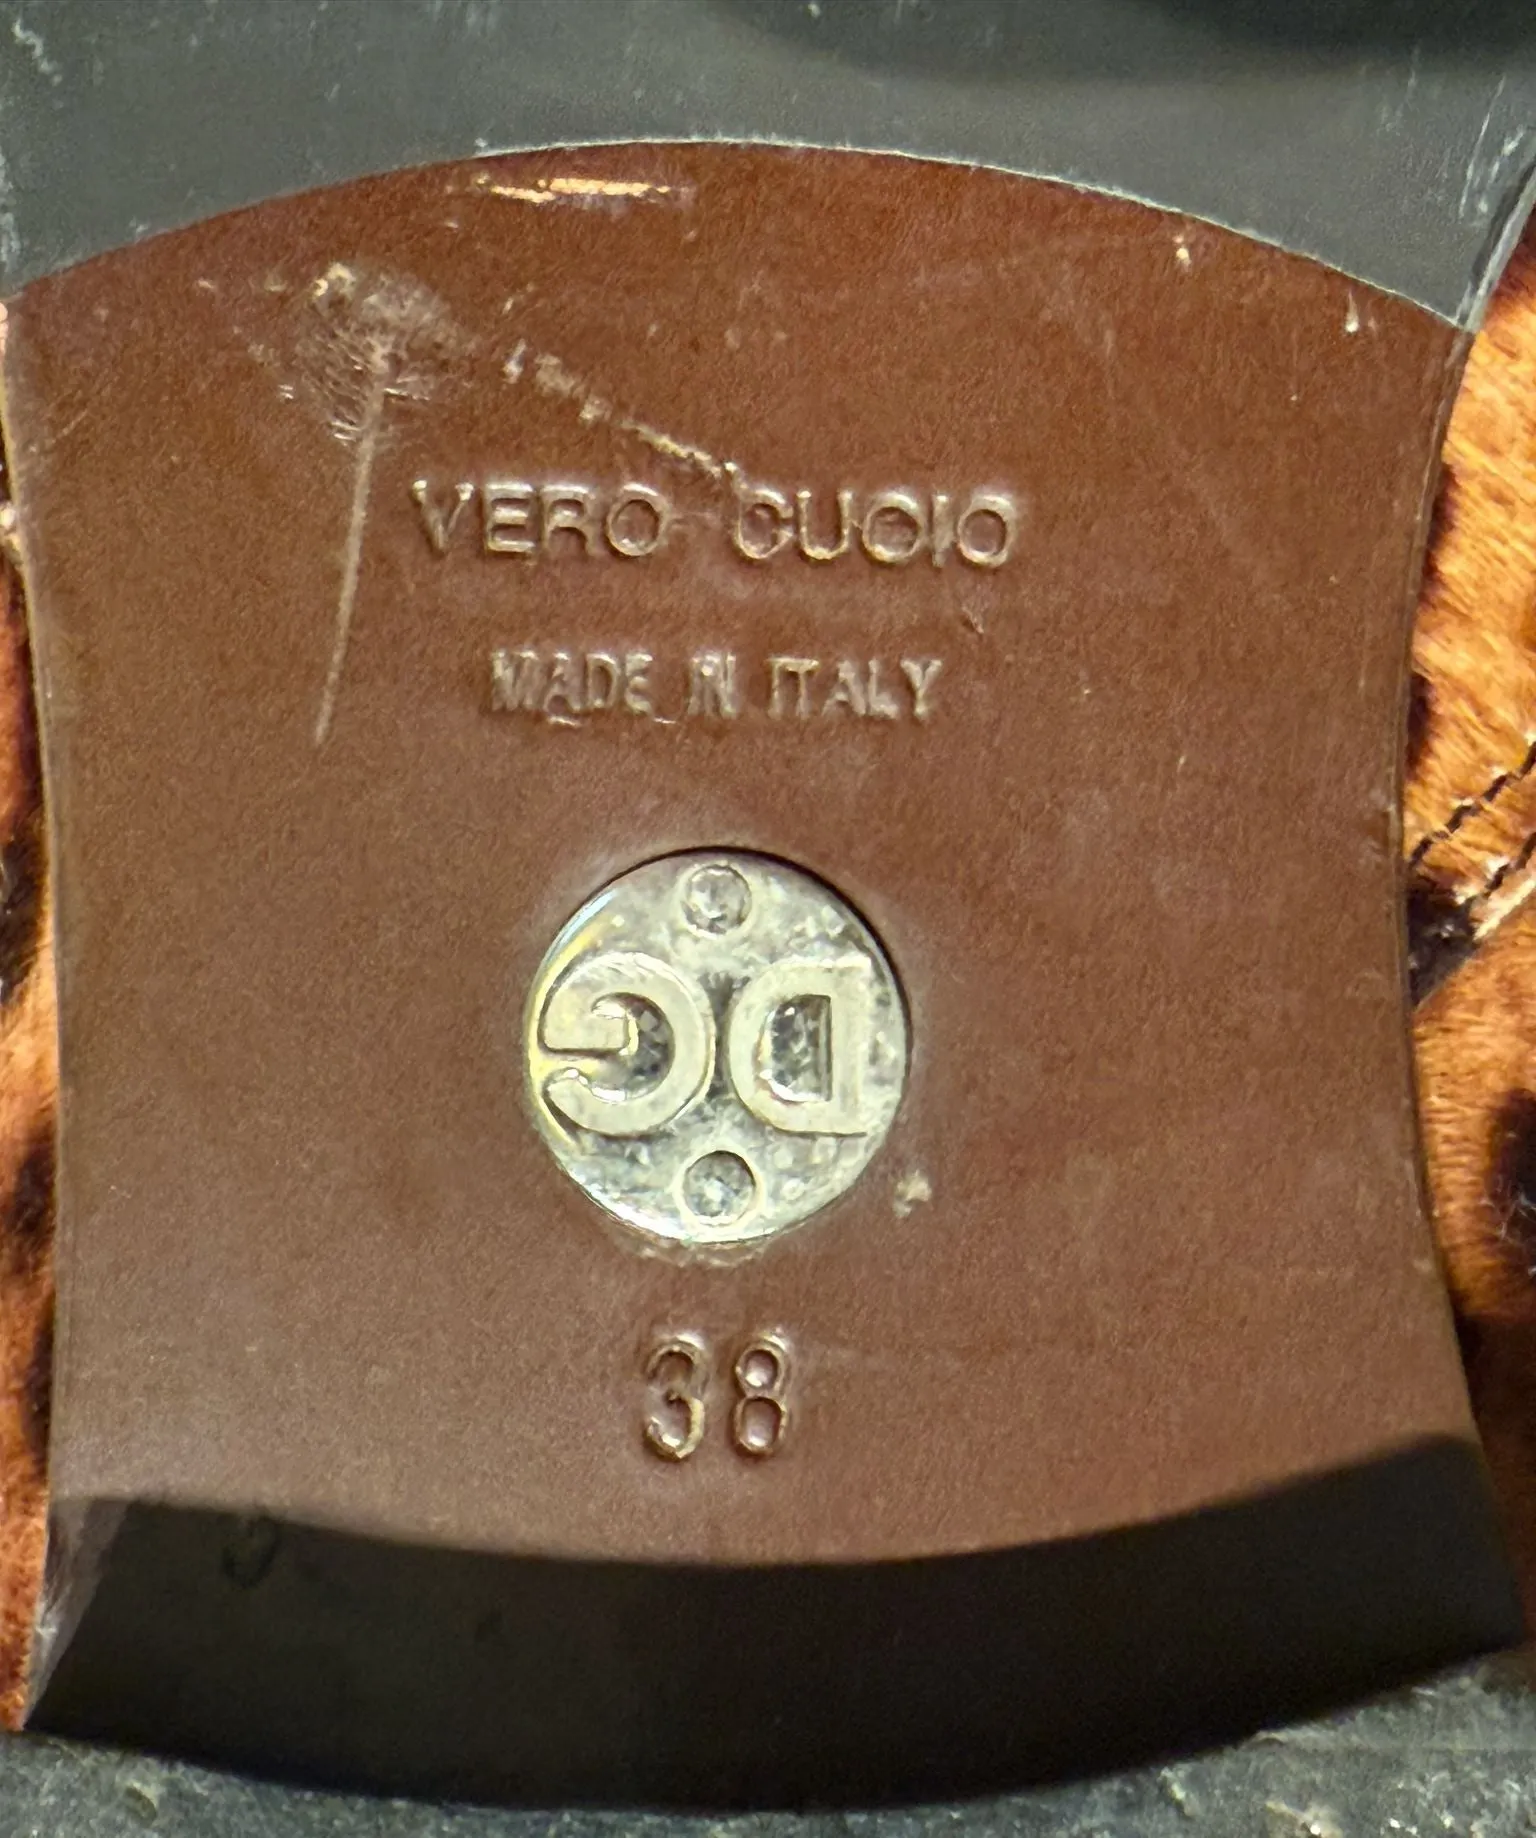 VERO CUOIO
MADE IN ITALY
DG
38